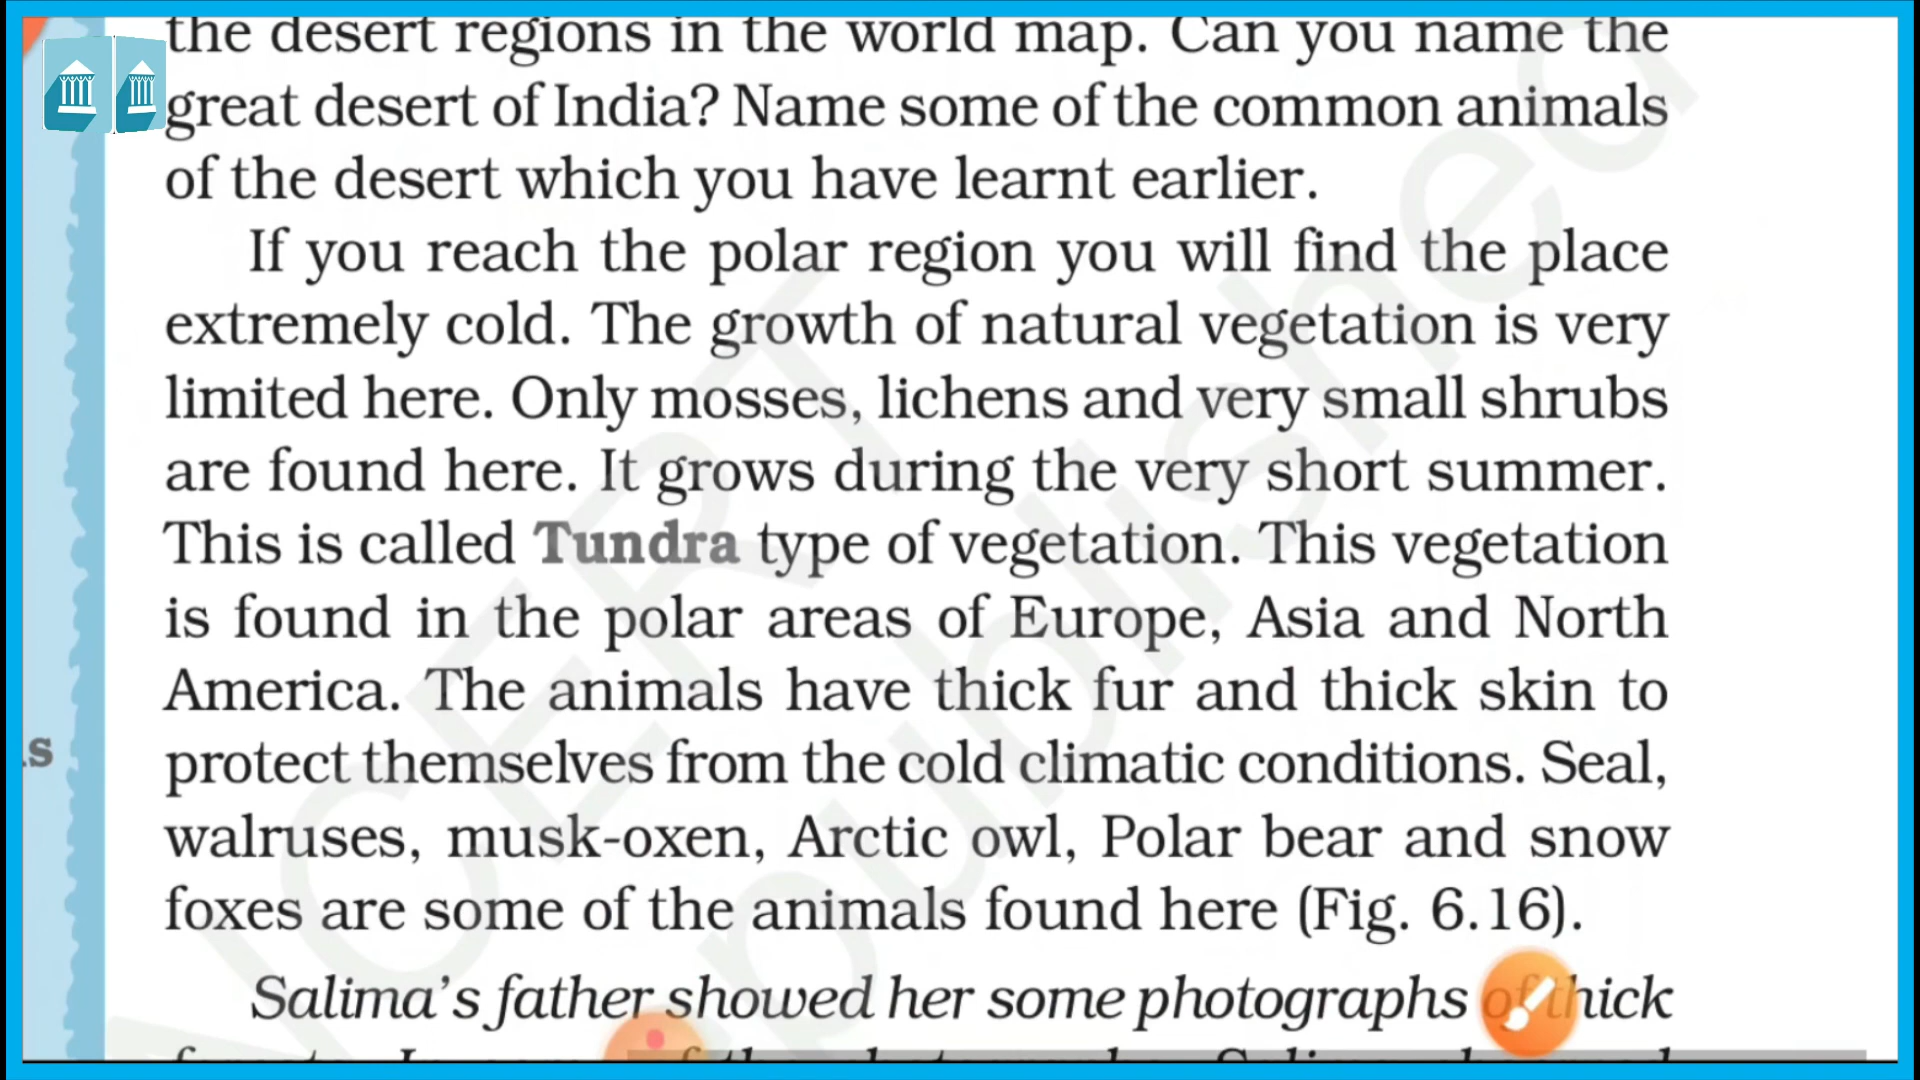 the desert regions in the world map. Can you name the
great desert of India? Name some of the common animals
of the desert which you have learnt earlier.
If you reach the polar region you will find the place
extremely cold. The growth of natural vegetation is very
limited here. Only mosses, lichens and very small shrubs
are found here. It grows during the very short summer.
This is called Tundra type of vegetation. This vegetation
is found in the polar areas of Europe, Asia and North
America. The animals have thick fur and thick skin to
protect themselves from the cold climatic conditions. Seal,
walruses, musk-oxen, Arctic owl, Polar bear and snow
foxes are some of the animals found here (Fig. 6.16).
Salima's father showed her some photographs of thick